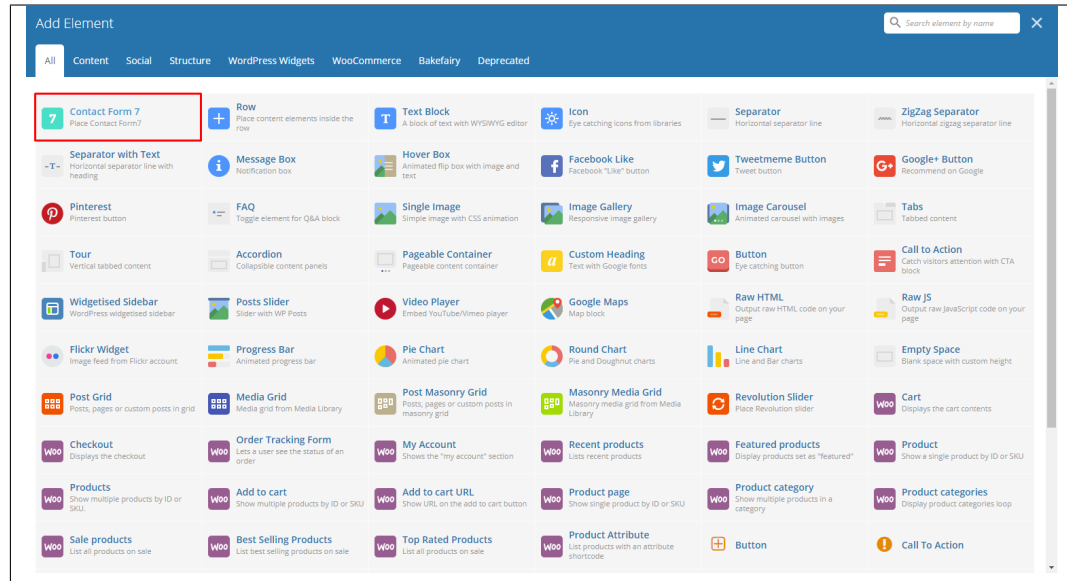 Add Element
Search element by name
All Content Social Structure WordPress Widgets WooCommerce Bakefairy Deprecated
7 Contact Form 7
Place Contact Form7
Row
Place content elements inside the
row
T Text Block
A block of text with WYSIWYG editor
Icon
Eye catching icons from libraries
Separator
Horizontal separator line
ZigZag Separator
Horizontal zigzag separator line
-T- Separator with Text
Horizontal separator line with
heading
i Message Box
Notification box
Hover Box
Animated flip box with image and
text
f Facebook Like
Facebook "Like" button
Tweetmeme Button
Tweet button
G+ Google+ Button
Recommend on Google
Pinterest
Pinterest button
FAQ
Toggle element for Q&A block
Single Image
Simple image with CSS animation
Image Gallery
Responsive image gallery
Image Carousel
Animated carousel with images
Tabs
Tabbed content
Tour
Vertical tabbed content
Accordion
Collapsible content panels
Pageable Container
Pageable content container
a Custom Heading
Text with Google fonts
GO Button
Eye catching button
Call to Action
Catch visitors attention with CTA
block
Widgetised Sidebar
WordPress widgetised sidebar
Posts Slider
Slider with WP Posts
Video Player
Embed YouTube/Vimeo player
Google Maps
Map block
Raw HTML
Output raw HTML code on your
page
Raw JS
Output raw JavaScript code on your
page
Flickr Widget
Image feed from Flickr account
Progress Bar
Animated progress bar
Pie Chart
Animated pie chart
Round Chart
Pie and Doughnut charts
Line Chart
Line and Bar charts
Empty Space
Blank space with custom height
Post Grid
Posts, pages or custom posts in grid
Media Grid
Media grid from Media Library
Post Masonry Grid
Posts, pages or custom posts in
masonry grid
Masonry Media Grid
Masonry media grid from Media
Library
Revolution Slider
Place Revolution slider
Woo Cart
Displays the cart contents
Woo Checkout
Displays the checkout
Woo Order Tracking Form
Lets a user see the status of an
order
Woo My Account
Shows the "my account" section
Woo Recent products
Lists recent products
Woo Featured products
Display products set as "featured"
Woo Product
Show a single product by ID or SKU
Woo Products
Show multiple products by ID or
SKU.
Woo Add to cart
Show multiple products by ID or SKU
Woo Add to cart URL
Show URL on the add to cart button
Woo Product page
Show single product by ID or SKU
Woo Product category
Show multiple products in a
category
Woo Product categories
Display product categories loop
Woo Sale products
List all products on sale
Woo Best Selling Products
List best selling products on sale
Woo Top Rated Products
List all products on sale
Woo Product Attribute
List products with an attribute
shortcode
Button
Call To Action